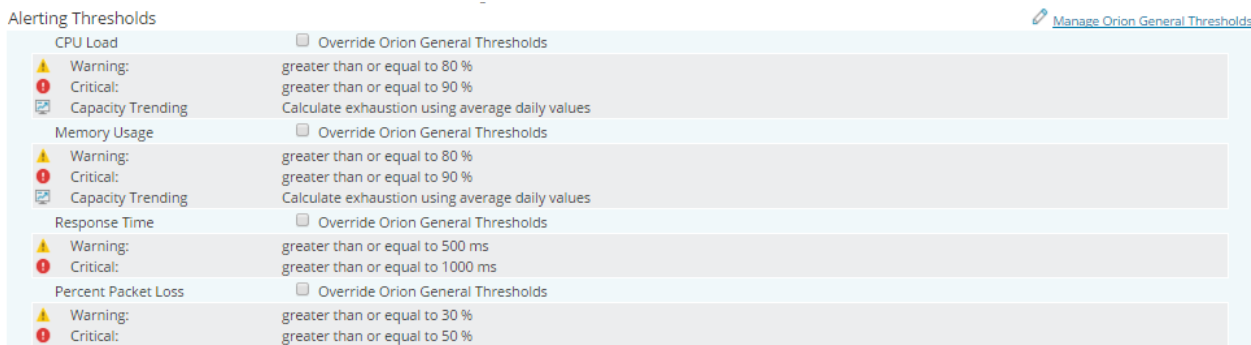 Alerting Thresholds Manage Orion General Thresholds
CPU Load Override Orion General Thresholds
Warning: greater than or equal to 80 %
Critical: greater than or equal to 90 %
Capacity Trending Calculate exhaustion using average daily values
Memory Usage Override Orion General Thresholds
Warning: greater than or equal to 80 %
Critical: greater than or equal to 90 %
Capacity Trending Calculate exhaustion using average daily values
Response Time Override Orion General Thresholds
Warning: greater than or equal to 500 ms
Critical: greater than or equal to 1000 ms
Percent Packet Loss Override Orion General Thresholds
Warning: greater than or equal to 30 %
Critical: greater than or equal to 50 %